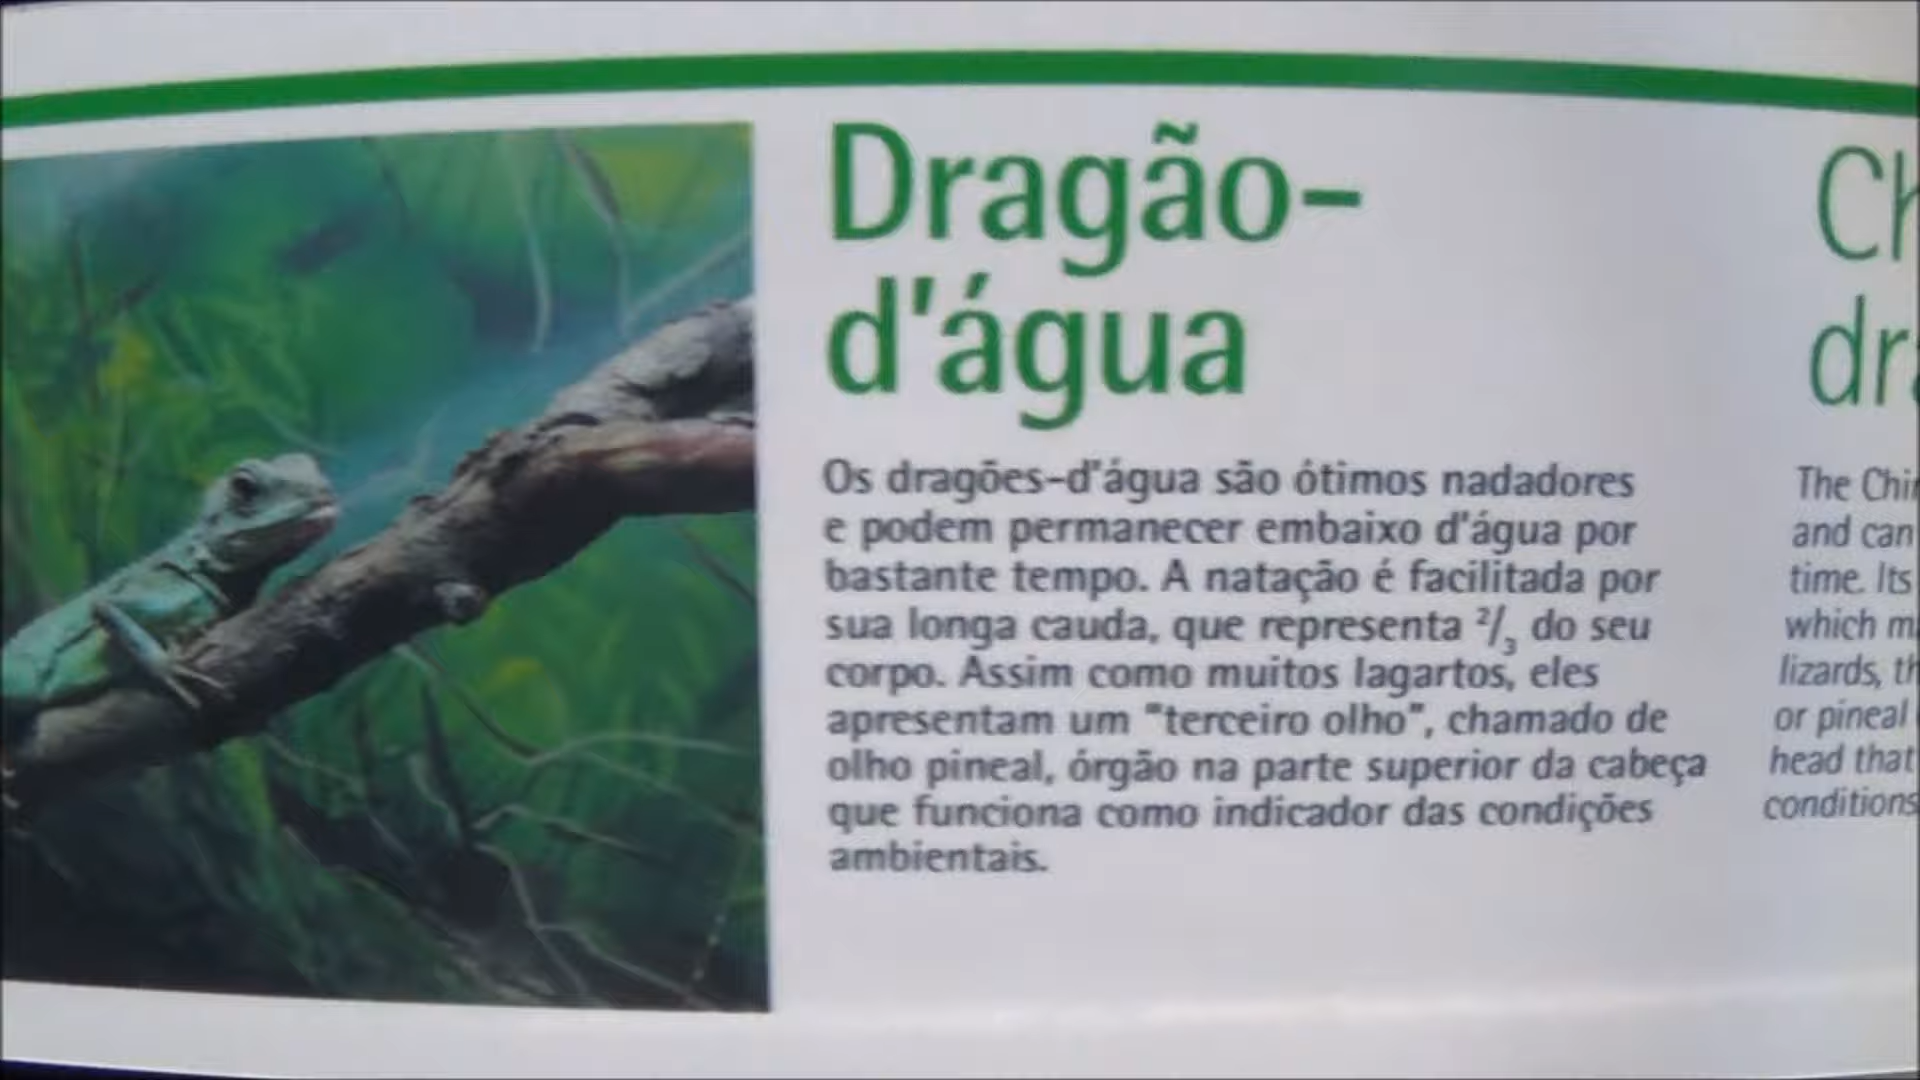 Dragão-
d'água
Os dragões-d'água são ótimos nadadores
e podem permanecer embaixo d'água por
bastante tempo. A natação é facilitada por
sua longa cauda, que representa 2/3 do seu
corpo. Assim como muitos lagartos, eles
apresentam um "terceiro olho", chamado de
olho pineal, órgão na parte superior da cabeça
que funciona como indicador das condições
ambientais.
The
and can
time. Its
which
lizards,
or pineal
head that
conditions